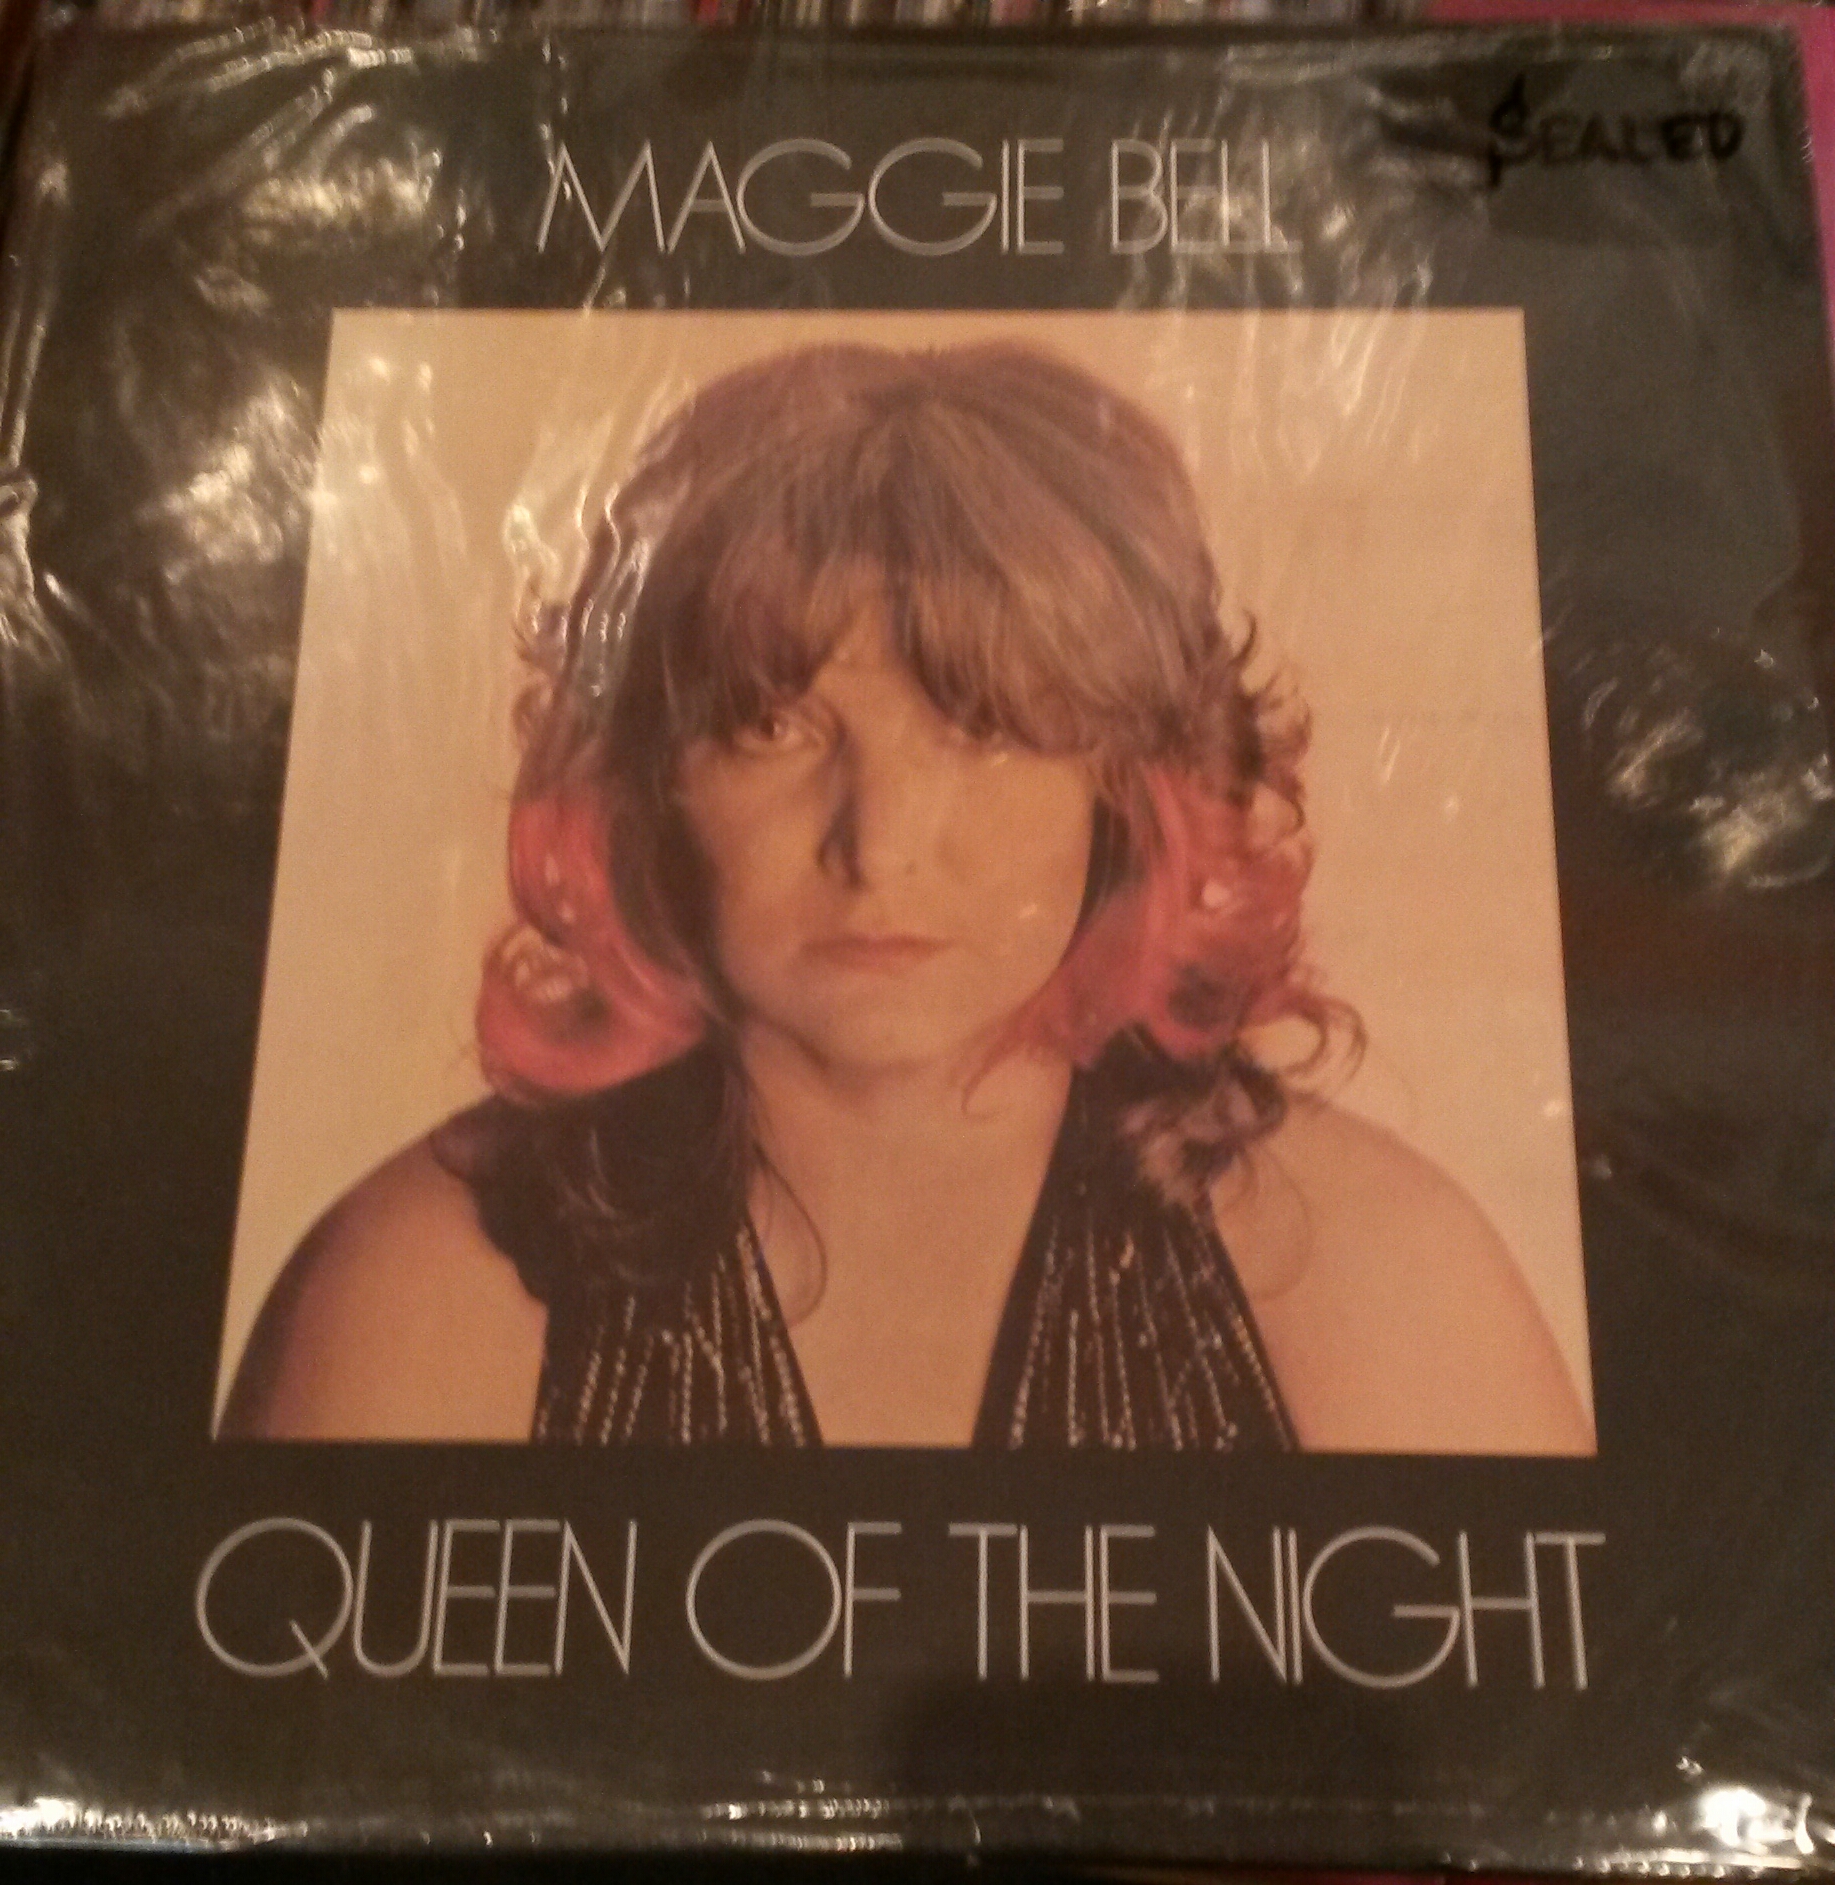 MAGGIE BELL
SEALED
QUEEN OF THE NIGHT